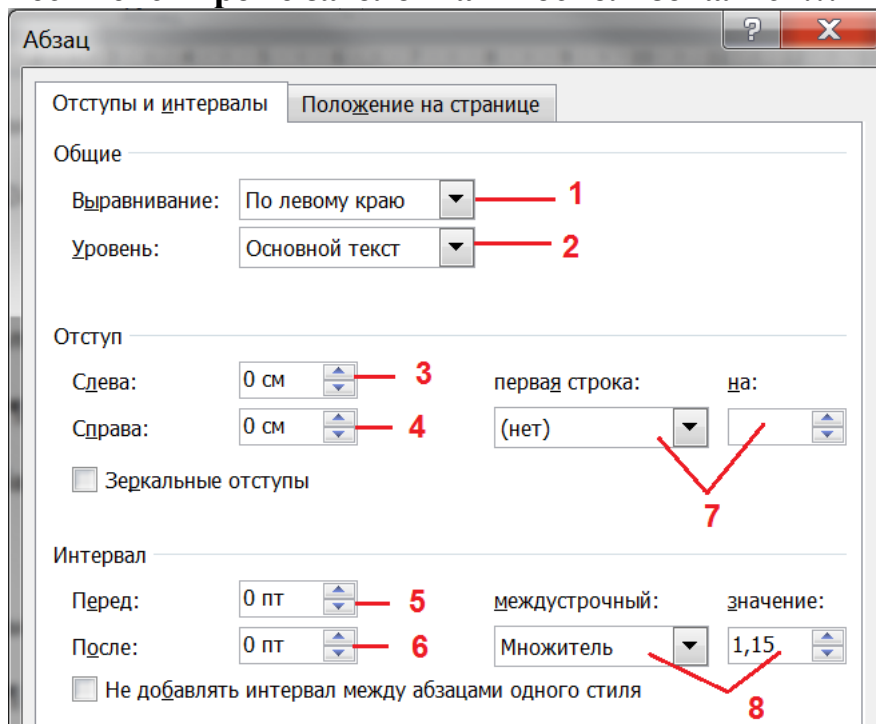 Абзац
Отступы и интервалы Положение на странице
Общие
Выравнивание: По левому краю 1
Уровень: Основной текст 2
Отступ
Слева: 0 см 3 первая строка: на:
Справа: 0 см 4 (нет)
Зеркальные отступы
7
Интервал
Перед: 0 пт 5 междустрочный: значение:
После: 0 пт 6 Множитель 1,15
Не добавлять интервал между абзацами одного стиля
8